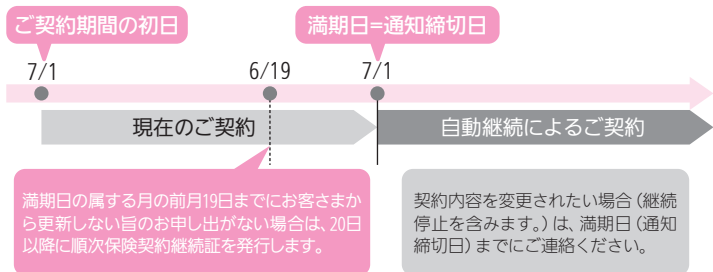 ご契約期間の初日
満期日=通知締切日
7/1
6/19
7/1
現在のご契約
自動継続によるご契約
満期日の属する月の前月19日までにお客さまか
ら更新しない旨のお申し出がない場合は、20日
以降に順次保険契約継続証を発行します。
契約内容を変更されたい場合（継続
停止を含みます。）は、満期日（通知
締切日）までにご連絡ください。